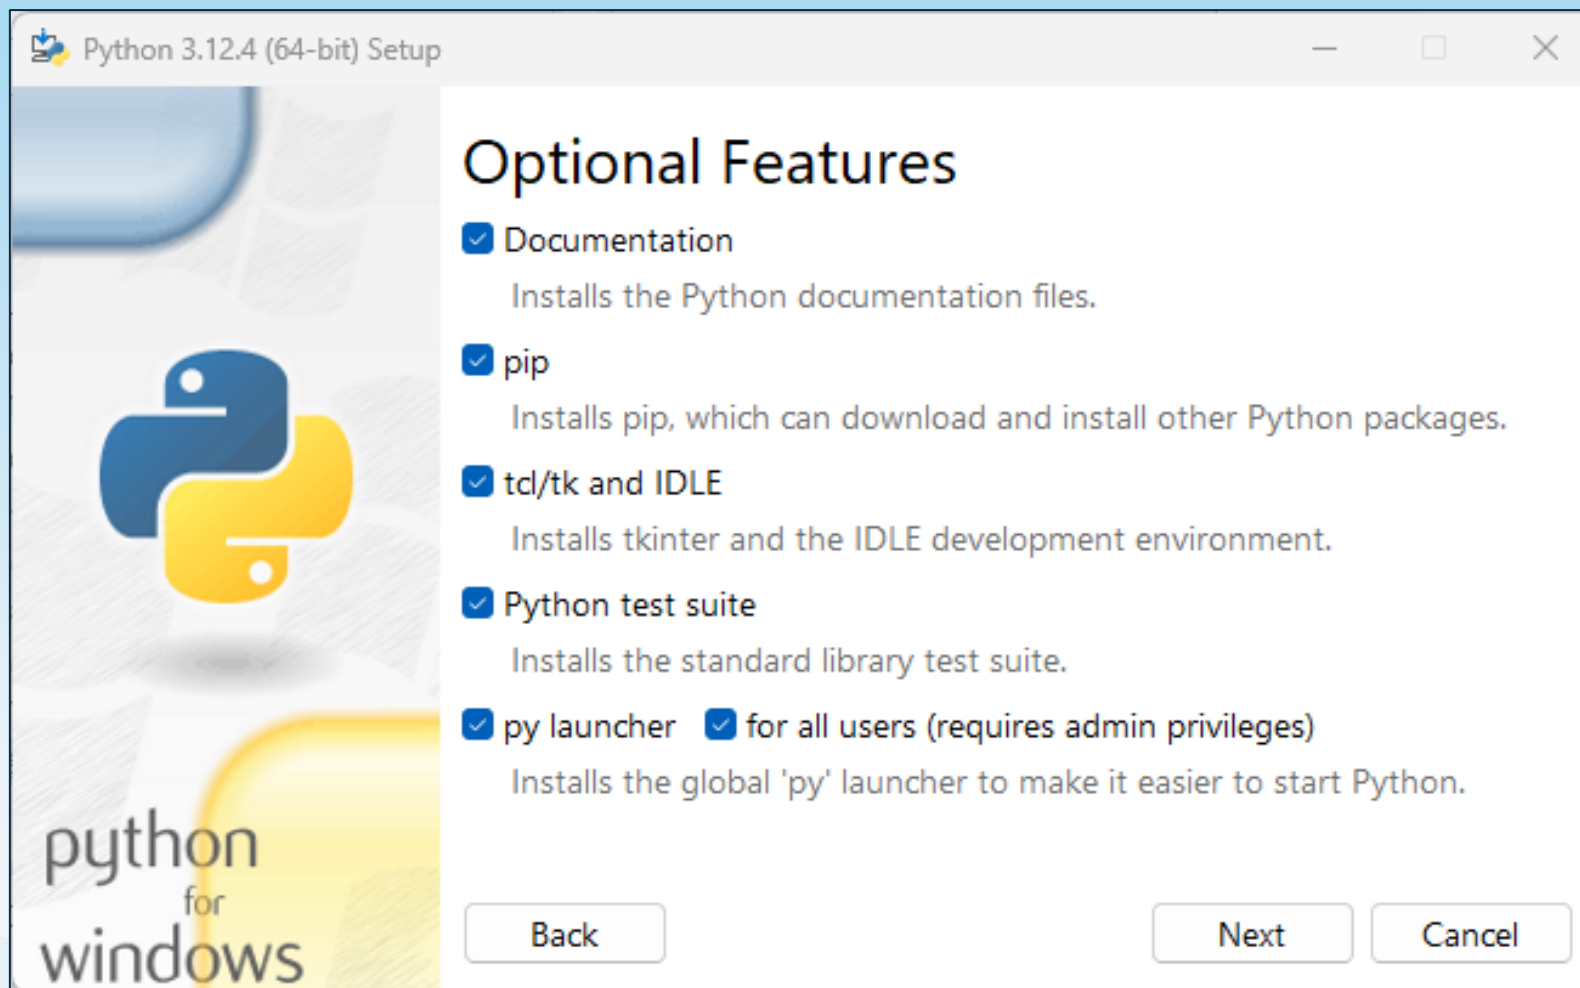 Python 3.12.4 (64-bit) Setup
Optional Features
Documentation
Installs the Python documentation files.
pip
Installs pip, which can download and install other Python packages.
tcl/tk and IDLE
Installs tkinter and the IDLE development environment.
Python test suite
Installs the standard library test suite.
py launcher for all users (requires admin privileges)
Installs the global 'py' launcher to make it easier to start Python.
python
for
windows
Back Next Cancel